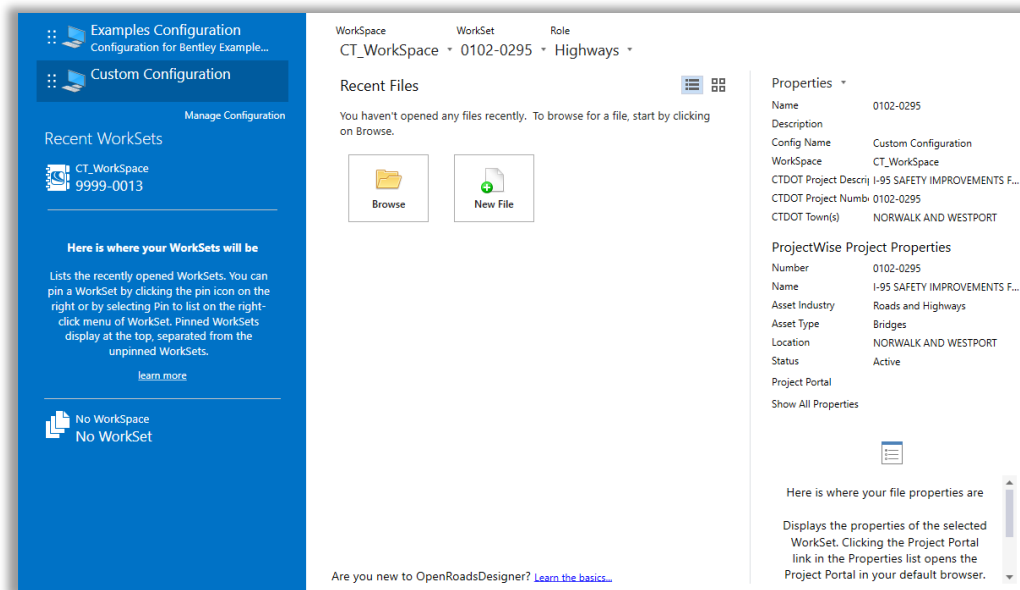 Examples Configuration
Configuration for Bentley Example...
Custom Configuration
Manage Configuration
Recent WorkSets
CT_WorkSpace
9999-0013
Here is where your WorkSets will be
Lists the recently opened WorkSets. You can
pin a WorkSet by clicking the pin icon on the
right or by selecting Pin to list on the right-
click menu of WorkSet. Pinned WorkSets
display at the top, separated from the
unpinned WorkSets.
learn more
No WorkSpace
No WorkSet
WorkSpace WorkSet Role
CT_WorkSpace 0102-0295 Highways
Recent Files
You haven't opened any files recently. To browse for a file, start by clicking
on Browse.
Browse New File
Are you new to OpenRoadsDesigner? Learn the basics...
Properties
Name 0102-0295
Description
Config Name Custom Configuration
WorkSpace CT_WorkSpace
CTDOT Project Descrip I-95 SAFETY IMPROVEMENTS F...
CTDOT Project Numb 0102-0295
CTDOT Town(s) NORWALK AND WESTPORT
ProjectWise Project Properties
Number 0102-0295
Name I-95 SAFETY IMPROVEMENTS F...
Asset Industry Roads and Highways
Asset Type Bridges
Location NORWALK AND WESTPORT
Status Active
Project Portal
Show All Properties
Here is where your file properties are
Displays the properties of the selected
WorkSet. Clicking the Project Portal
link in the Properties list opens the
Project Portal in your default browser.